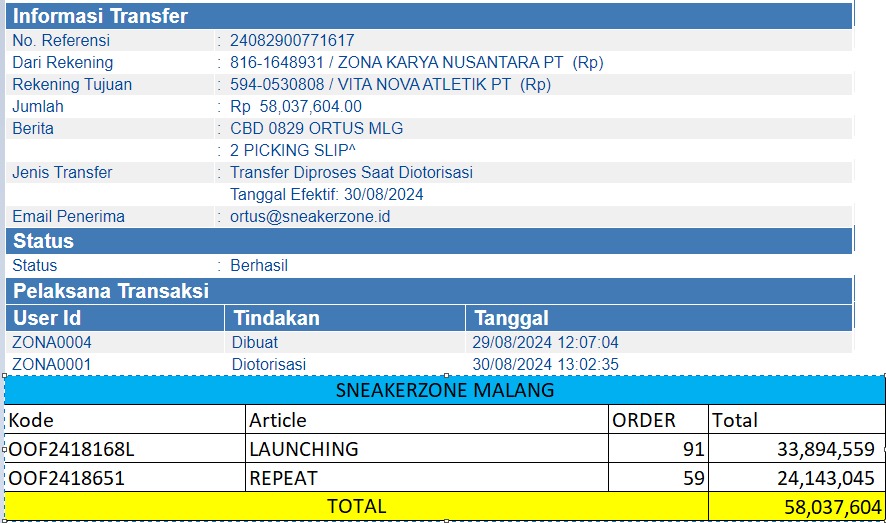 Informasi Transfer
No. Referensi : 24082900771617
Dari Rekening : 816-1648931 / ZONA KARYA NUSANTARA PT (Rp)
Rekening Tujuan : 594-0530808 / VITA NOVA ATLETIK PT (Rp)
Jumlah : Rp 58,037,604.00
Berita : CBD 0829 ORTUS MLG
: 2 PICKING SLIP^
Jenis Transfer : Transfer Diproses Saat Diotorisasi
Tanggal Efektif: 30/08/2024
Email Penerima : ortus@sneakerzone.id
Status
Status : Berhasil
Pelaksana Transaksi
User Id Tindakan Tanggal
ZONA0004 Dibuat 29/08/2024 12:07:04
ZONA0001 Diotorisasi 30/08/2024 13:02:35
SNEAKERZONE MALANG
Kode Article ORDER Total
OOF2418168L LAUNCHING 91 33,894,559
OOF2418651 REPEAT 59 24,143,045
TOTAL 58,037,604